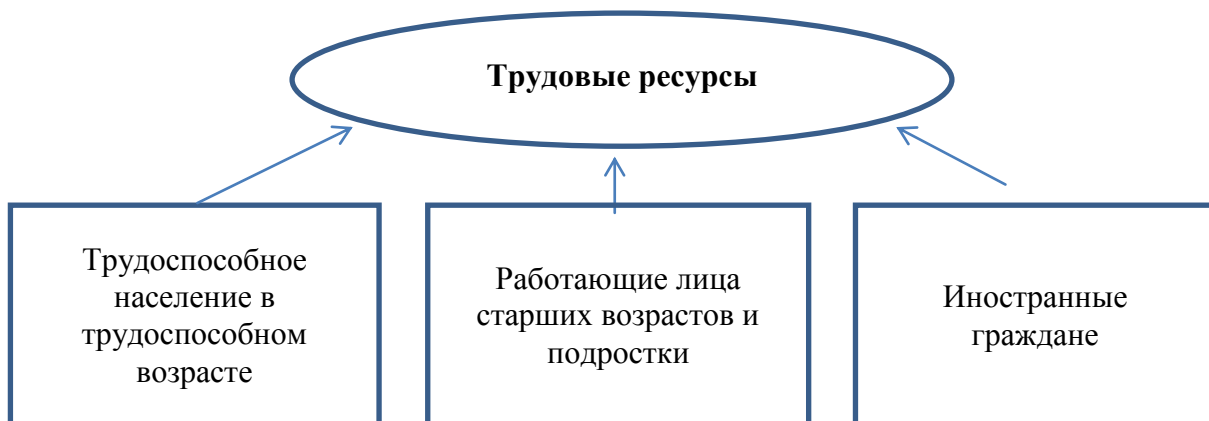 Трудовые ресурсы
Трудоспособное
население в
трудоспособном
возрасте
Работающие лица
старших возрастов и
подростки
Иностранные
граждане